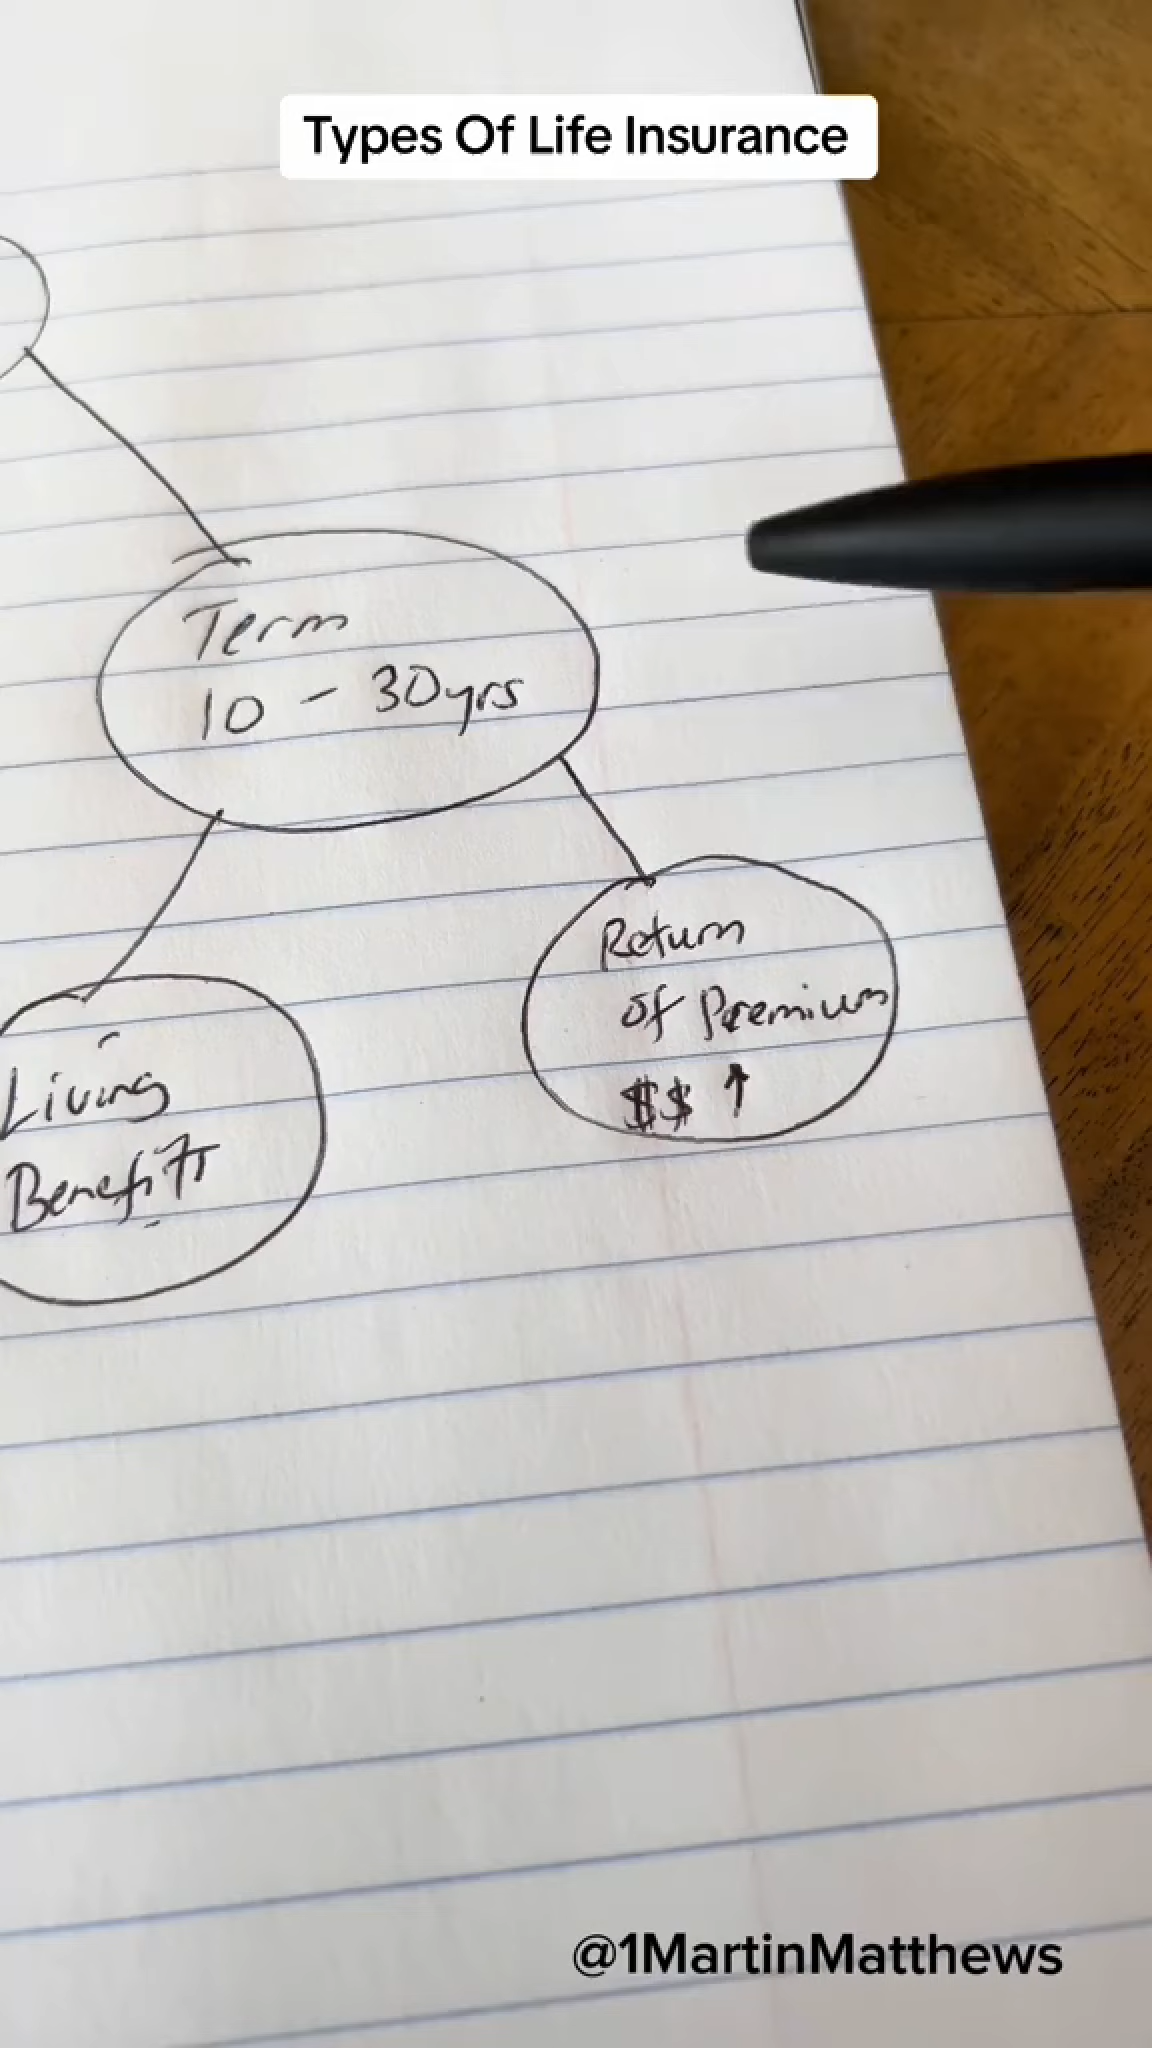 Types Of Life Insurance
Term
10 - 30yrs
Return
of Premium
$$ ↑
Living
Benefits
@1MartinMatthews